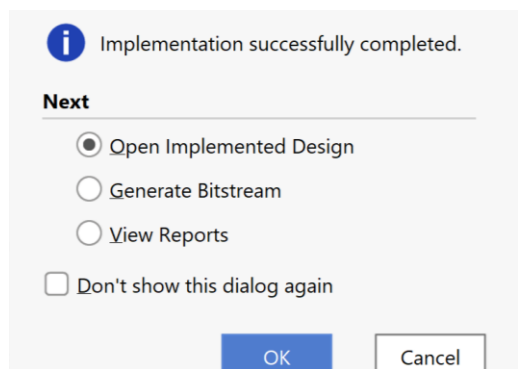 Implementation successfully completed.
Next
Open Implemented Design
Generate Bitstream
View Reports
Don't show this dialog again
OK
Cancel